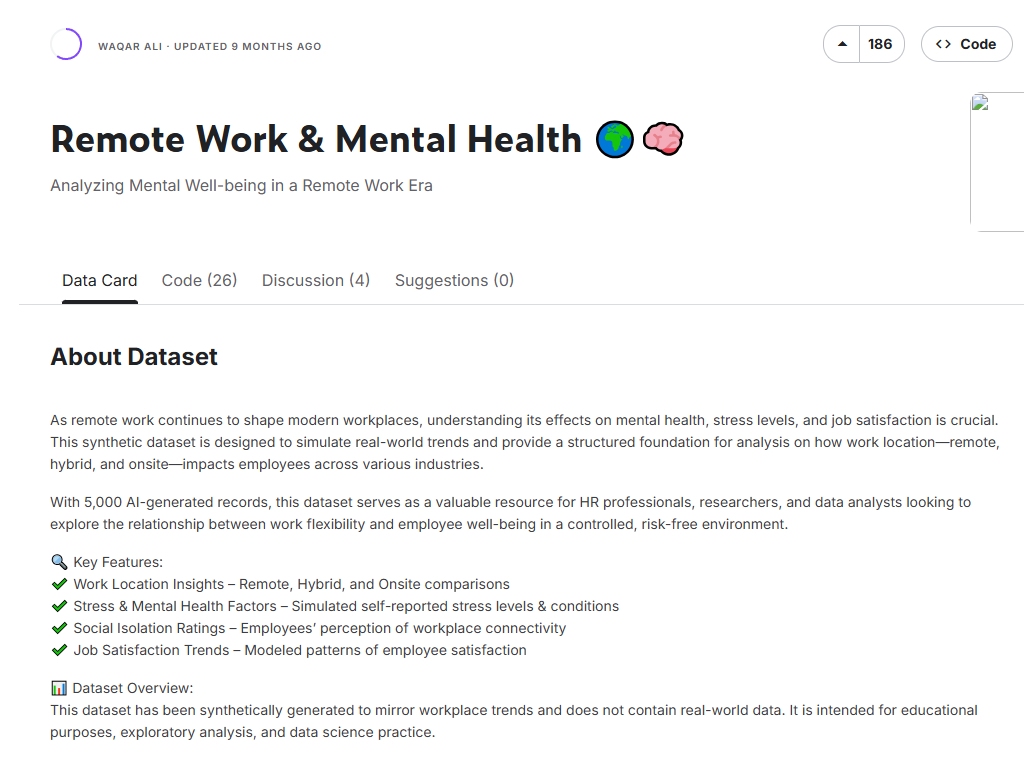 WAQAR ALI · UPDATED 9 MONTHS AGO
186
Code
Remote Work & Mental Health 🌍🧠
Analyzing Mental Well-being in a Remote Work Era
Data Card
Code (26)
Discussion (4)
Suggestions (0)
About Dataset
As remote work continues to shape modern workplaces, understanding its effects on mental health, stress levels, and job satisfaction is crucial.
This synthetic dataset is designed to simulate real-world trends and provide a structured foundation for analysis on how work location—remote,
hybrid, and onsite—impacts employees across various industries.
With 5,000 AI-generated records, this dataset serves as a valuable resource for HR professionals, researchers, and data analysts looking to
explore the relationship between work flexibility and employee well-being in a controlled, risk-free environment.
🔍 Key Features:
✔ Work Location Insights – Remote, Hybrid, and Onsite comparisons
✔ Stress & Mental Health Factors – Simulated self-reported stress levels & conditions
✔ Social Isolation Ratings – Employees’ perception of workplace connectivity
✔ Job Satisfaction Trends – Modeled patterns of employee satisfaction
📊 Dataset Overview:
This dataset has been synthetically generated to mirror workplace trends and does not contain real-world data. It is intended for educational
purposes, exploratory analysis, and data science practice.